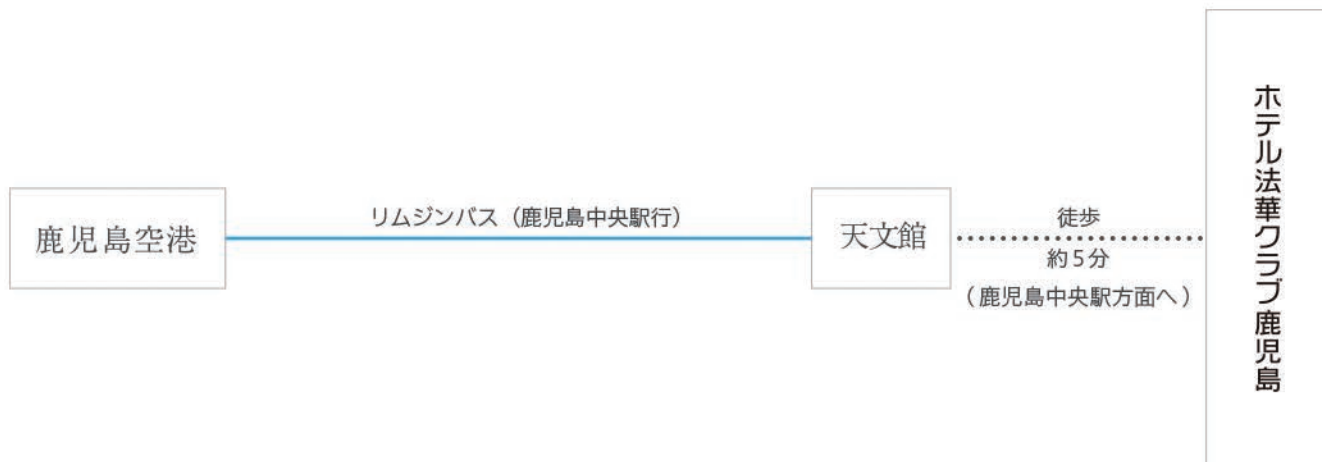 鹿児島空港
リムジンバス（鹿児島中央駅行）
天文館
徒歩
約5分
（鹿児島中央駅方面へ）
ホテル法華クラブ鹿児島